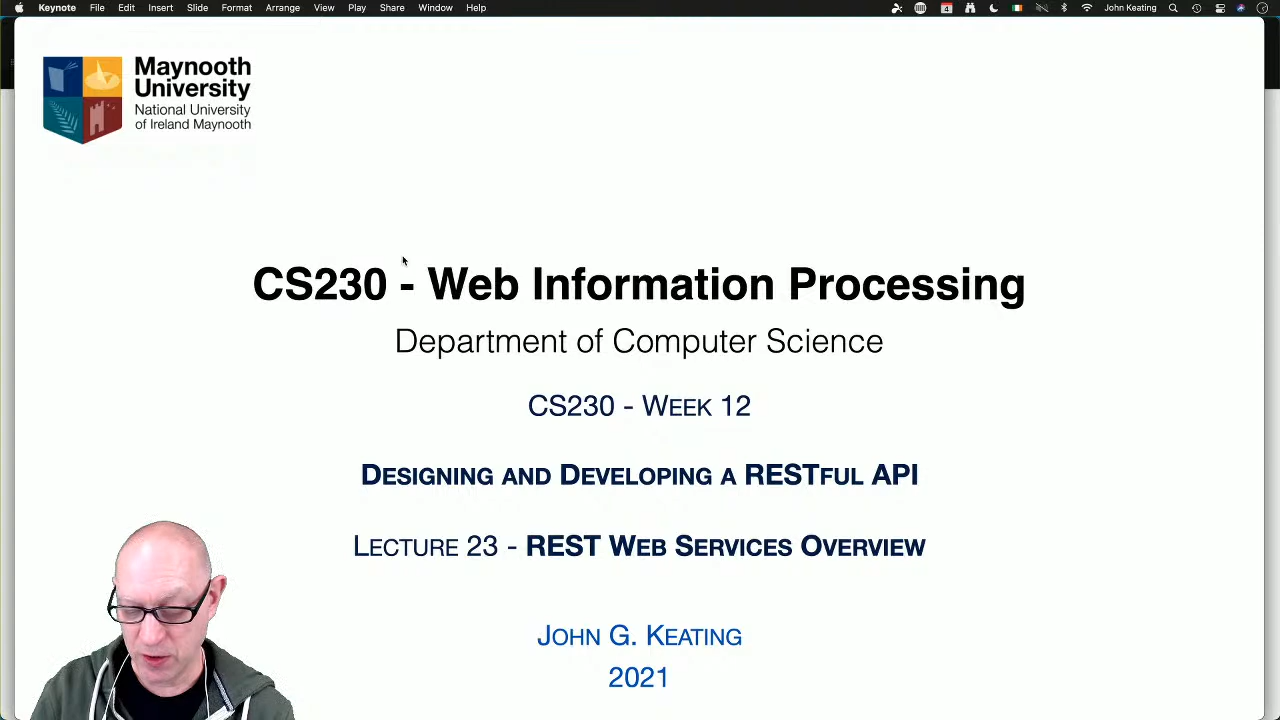 Keynote File Edit Insert Slide Format Arrange View Play Share Window Help 4 John Keating
Maynooth
University
National University
of Ireland Maynooth
CS230 - Web Information Processing
Department of Computer Science
CS230 - WEEK 12
DESIGNING AND DEVELOPING A RESTFUL API
LECTURE 23 - REST WEB SERVICES OVERVIEW
JOHN G. KEATING
2021